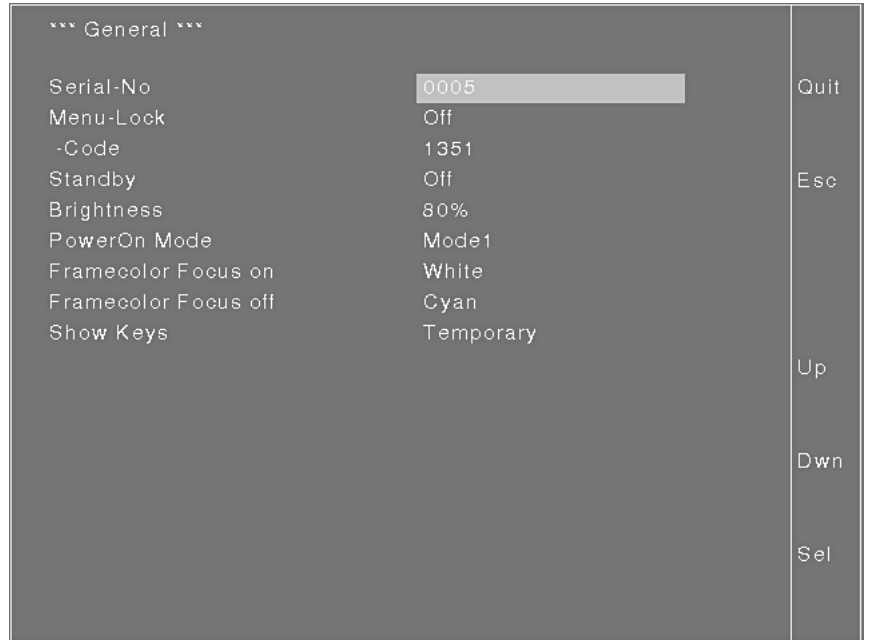 *** General ***
Serial-No 0005 Quit
Menu-Lock Off
-Code 1351
Standby Off Esc
Brightness 80%
PowerOn Mode Mode1
Framecolor Focus on White
Framecolor Focus off Cyan
Show Keys Temporary
Up
Dwn
Sel